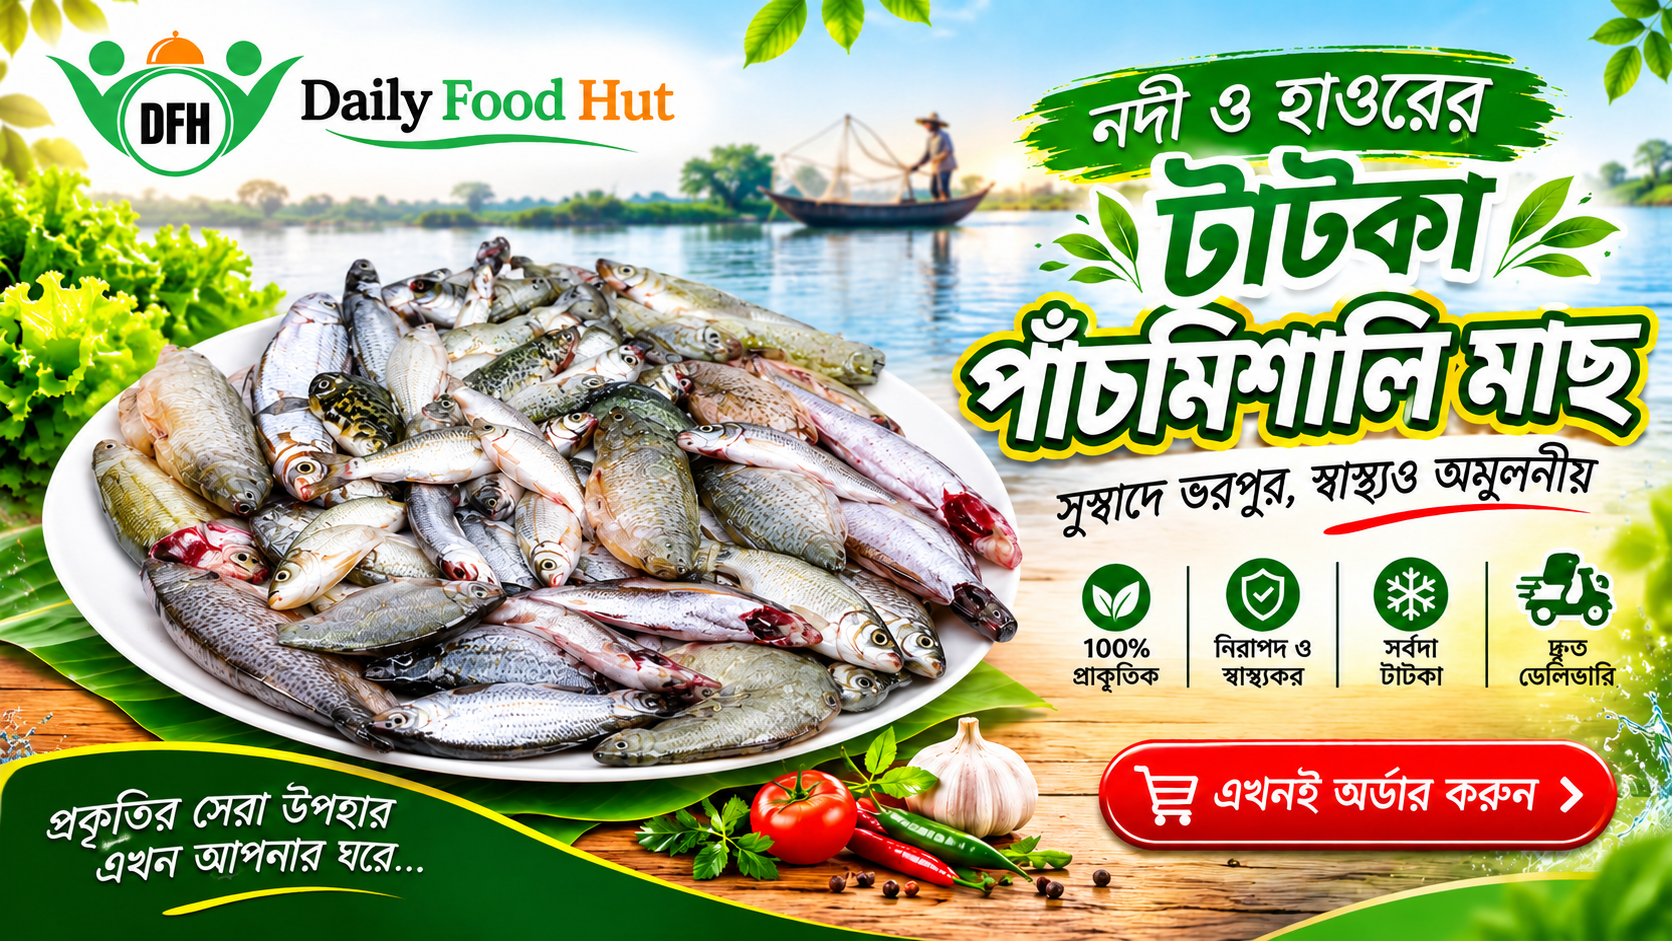 DFH
Daily Food Hut
নদী ও হাওরের
টাটকা
পাঁচমিশালি মাছ
সুস্বাদে ভরপুর, স্বাস্থ্যও অমুলনীয়
100%
প্রাকৃতিক
নিরাপদ ও
স্বাস্থ্যকর
সর্বদা
টাটকা
দ্রুত
ডেলিভারি
এখনই অর্ডার করুন
প্রকৃতির সেরা উপহার
এখন আপনার ঘরে...